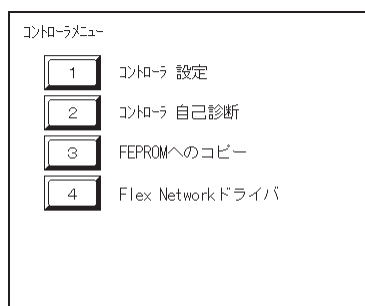 ｺﾝﾄﾛｰﾗﾒﾆｭｰ
1 ｺﾝﾄﾛｰﾗ 設定
2 ｺﾝﾄﾛｰﾗ 自己診断
3 FEPROMへのコピー
4 Flex Networkドライバ